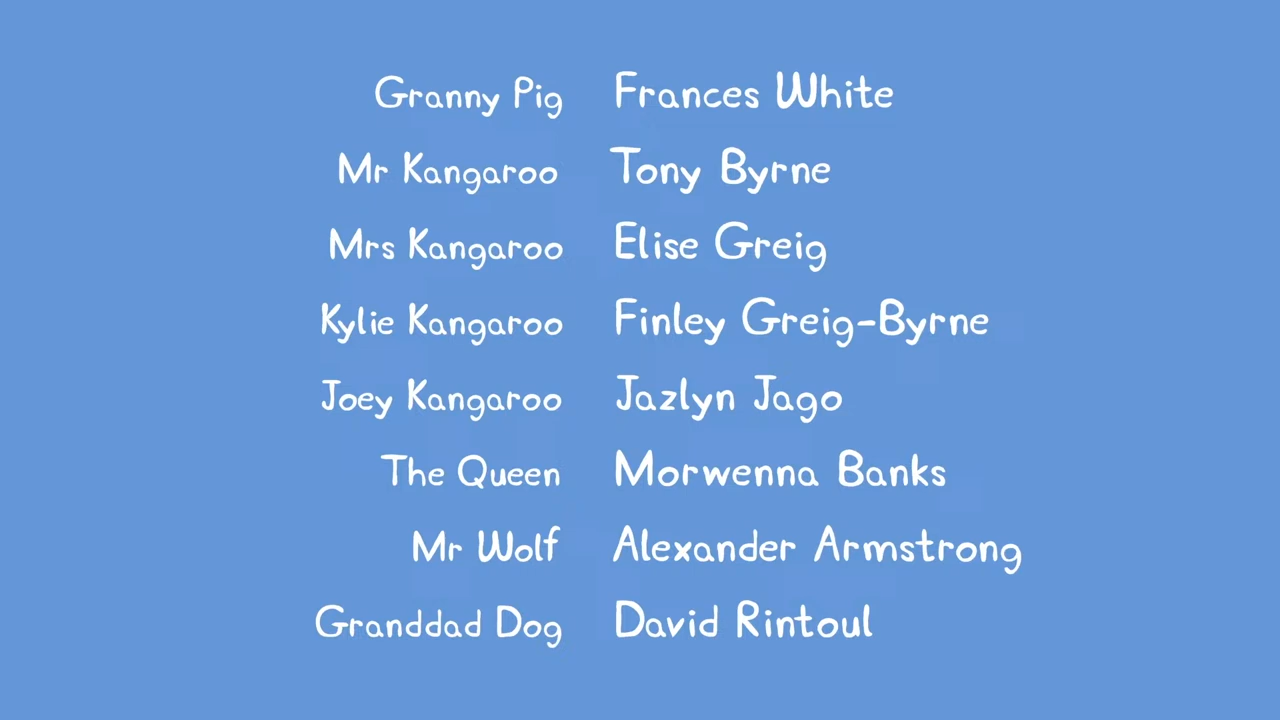 Granny Pig Frances White
Mr Kangaroo Tony Byrne
Mrs Kangaroo Elise Greig
Kylie Kangaroo Finley Greig-Byrne
Joey Kangaroo Jazlyn Jago
The Queen Morwenna Banks
Mr Wolf Alexander Armstrong
Granddad Dog David Rintoul